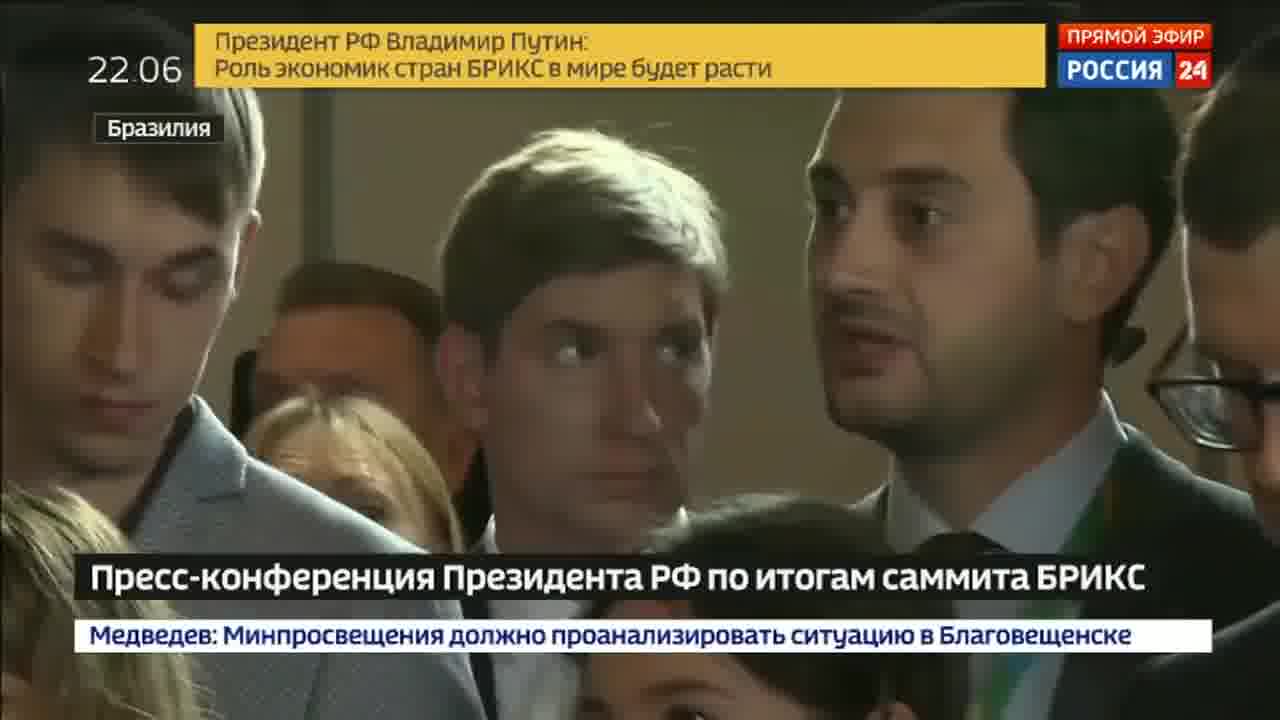 22.06
Президент РФ Владимир Путин:
Роль экономик стран БРИКС в мире будет расти
ПРЯМОЙ ЭФИР
РОССИЯ 24
Бразилия
Пресс-конференция Президента РФ по итогам саммита БРИКС
Медведев: Минпросвещения должно проанализировать ситуацию в Благовещенске